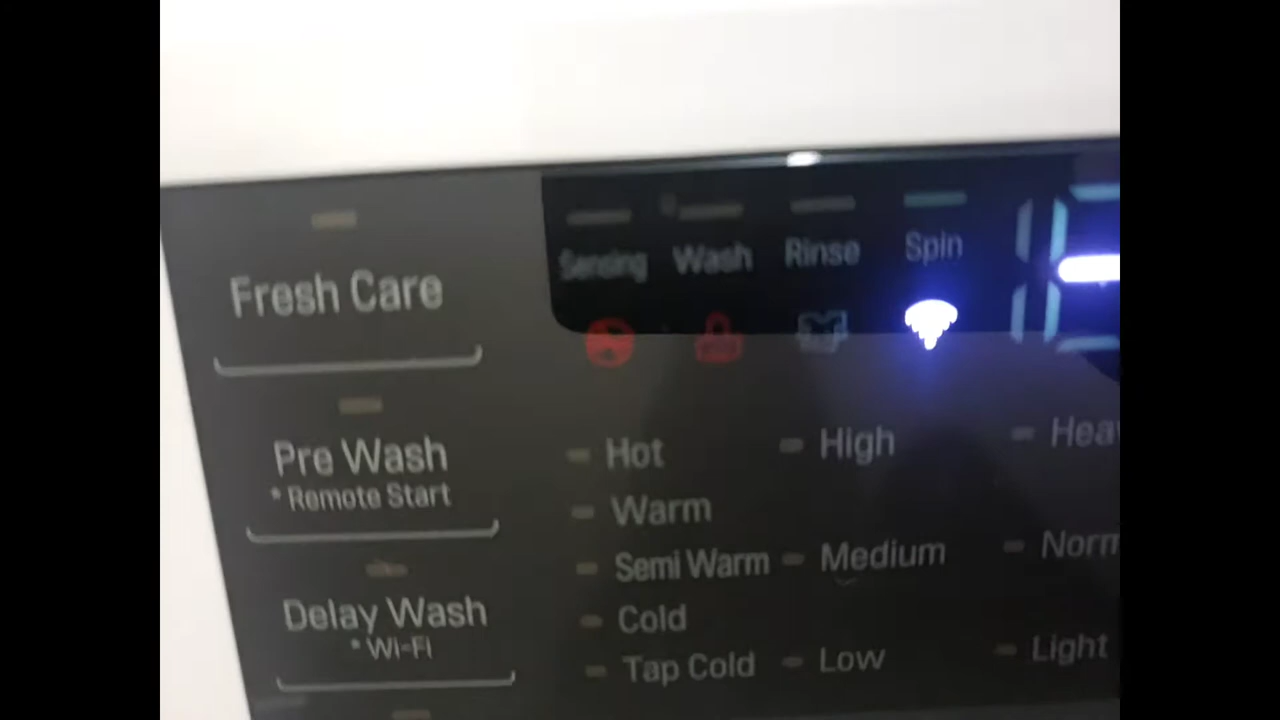 Sensing Wash Rinse Spin
Fresh Care
Pre Wash
* Remote Start
Delay Wash
* Wi-Fi
Hot
Warm
Semi Warm
Cold
Tap Cold
High
Medium
Low
Heav
Norm
Light